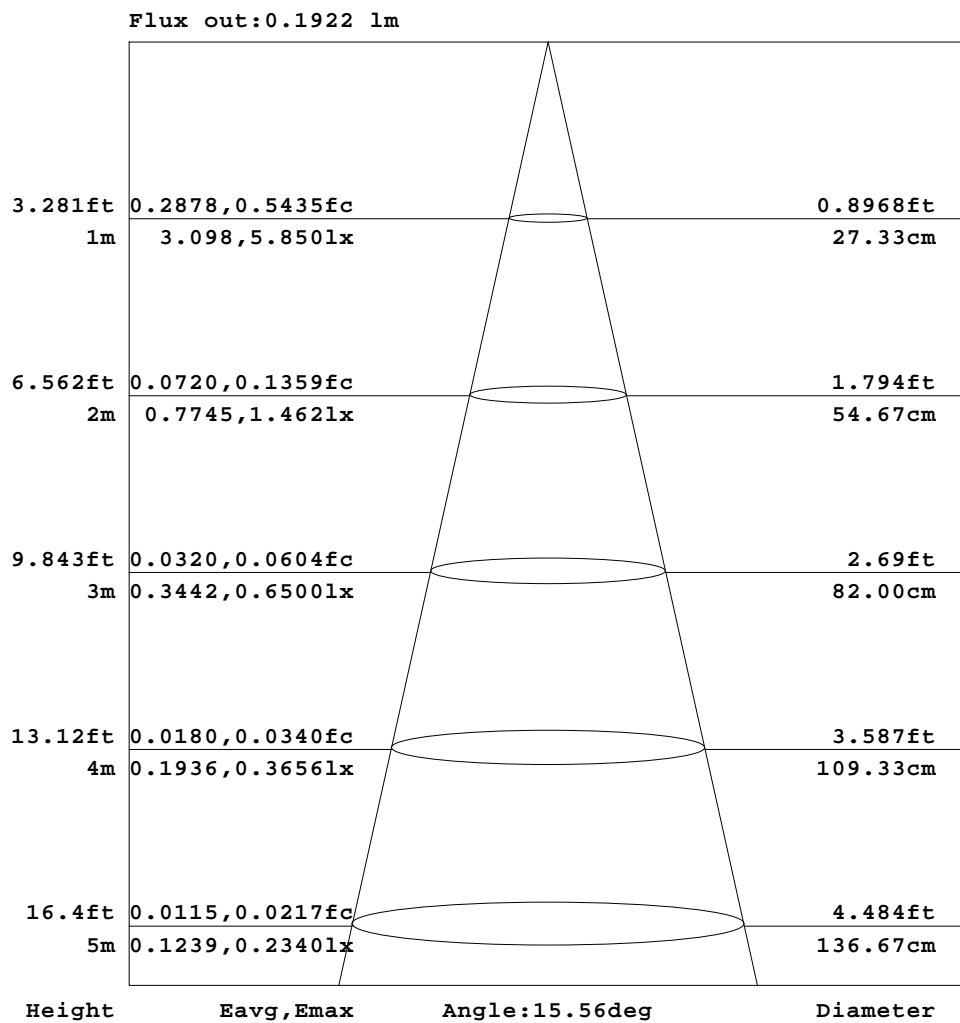 Flux out:0.1922 lm
3.281ft 0.2878,0.5435fc 0.8968ft
1m 3.098,5.850lx 27.33cm
6.562ft 0.0720,0.1359fc 1.794ft
2m 0.7745,1.462lx 54.67cm
9.843ft 0.0320,0.0604fc 2.69ft
3m 0.3442,0.6500lx 82.00cm
13.12ft 0.0180,0.0340fc 3.587ft
4m 0.1936,0.3656lx 109.33cm
16.4ft 0.0115,0.0217fc 4.484ft
5m 0.1239,0.2340lx 136.67cm
Height Eavg,Emax Angle:15.56deg Diameter